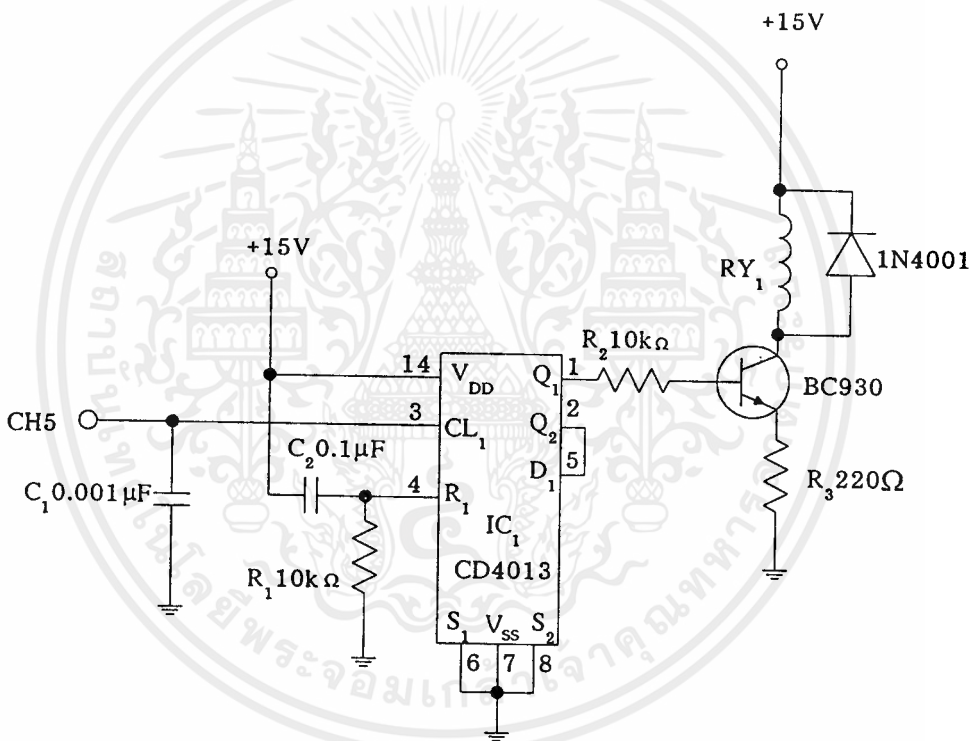 +15V
+15V
RY1
1N4001
R2 10kΩ
14
VDD
Q1
1
BC930
CH5
3
CL1
Q2
2
C2 0.1µF
D1
5
C1 0.001µF
4
R1
R3 220Ω
IC1
R1 10kΩ
CD4013
S1
VSS
S2
6
7
8